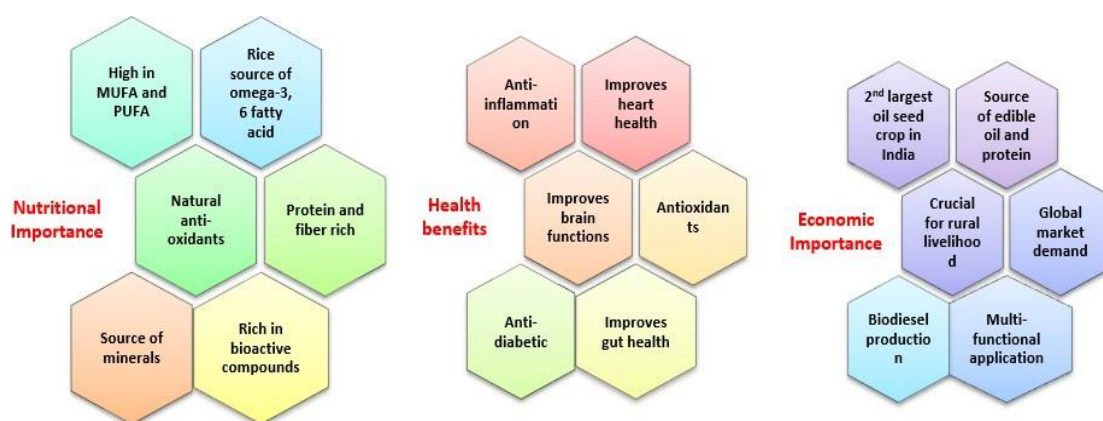 High in
MUFA and
PUFA
Rice
source of
omega-3,
6 fatty
acid
Nutritional
Importance
Natural
anti-
oxidants
Protein and
fiber rich
Source of
minerals
Rich in
bioactive
compounds
Anti-
inflammati
on
Improves
heart
health
Health
benefits
Improves
brain
functions
Antioxidan
ts
Anti-
diabetic
Improves
gut health
2nd largest
oil seed
crop in
India
Source
of edible
oil and
protein
Economic
Importance
Crucial
for rural
livelihoo
d
Global
market
demand
Biodiesel
productio
n
Multi-
functional
application